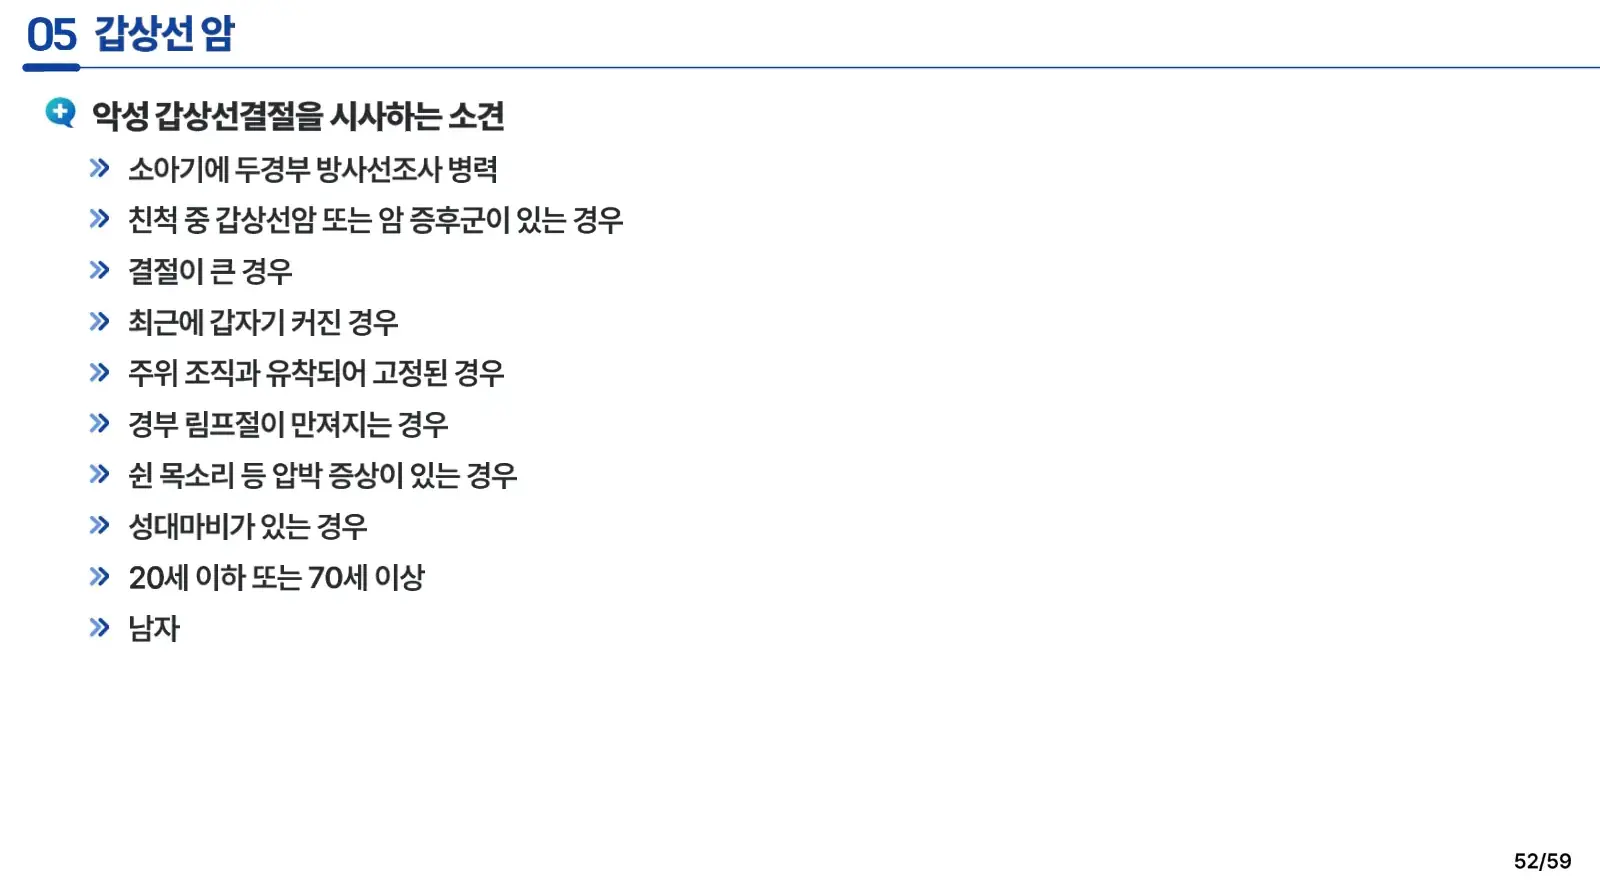 05 갑상선 암
악성 갑상선결절을 시사하는 소견
소아기에 두경부 방사선조사 병력
친척 중 갑상선암 또는 암 증후군이 있는 경우
결절이 큰 경우
최근에 갑자기 커진 경우
주위 조직과 유착되어 고정된 경우
경부 림프절이 만져지는 경우
쉰 목소리 등 압박 증상이 있는 경우
성대마비가 있는 경우
20세 이하 또는 70세 이상
남자
52/59